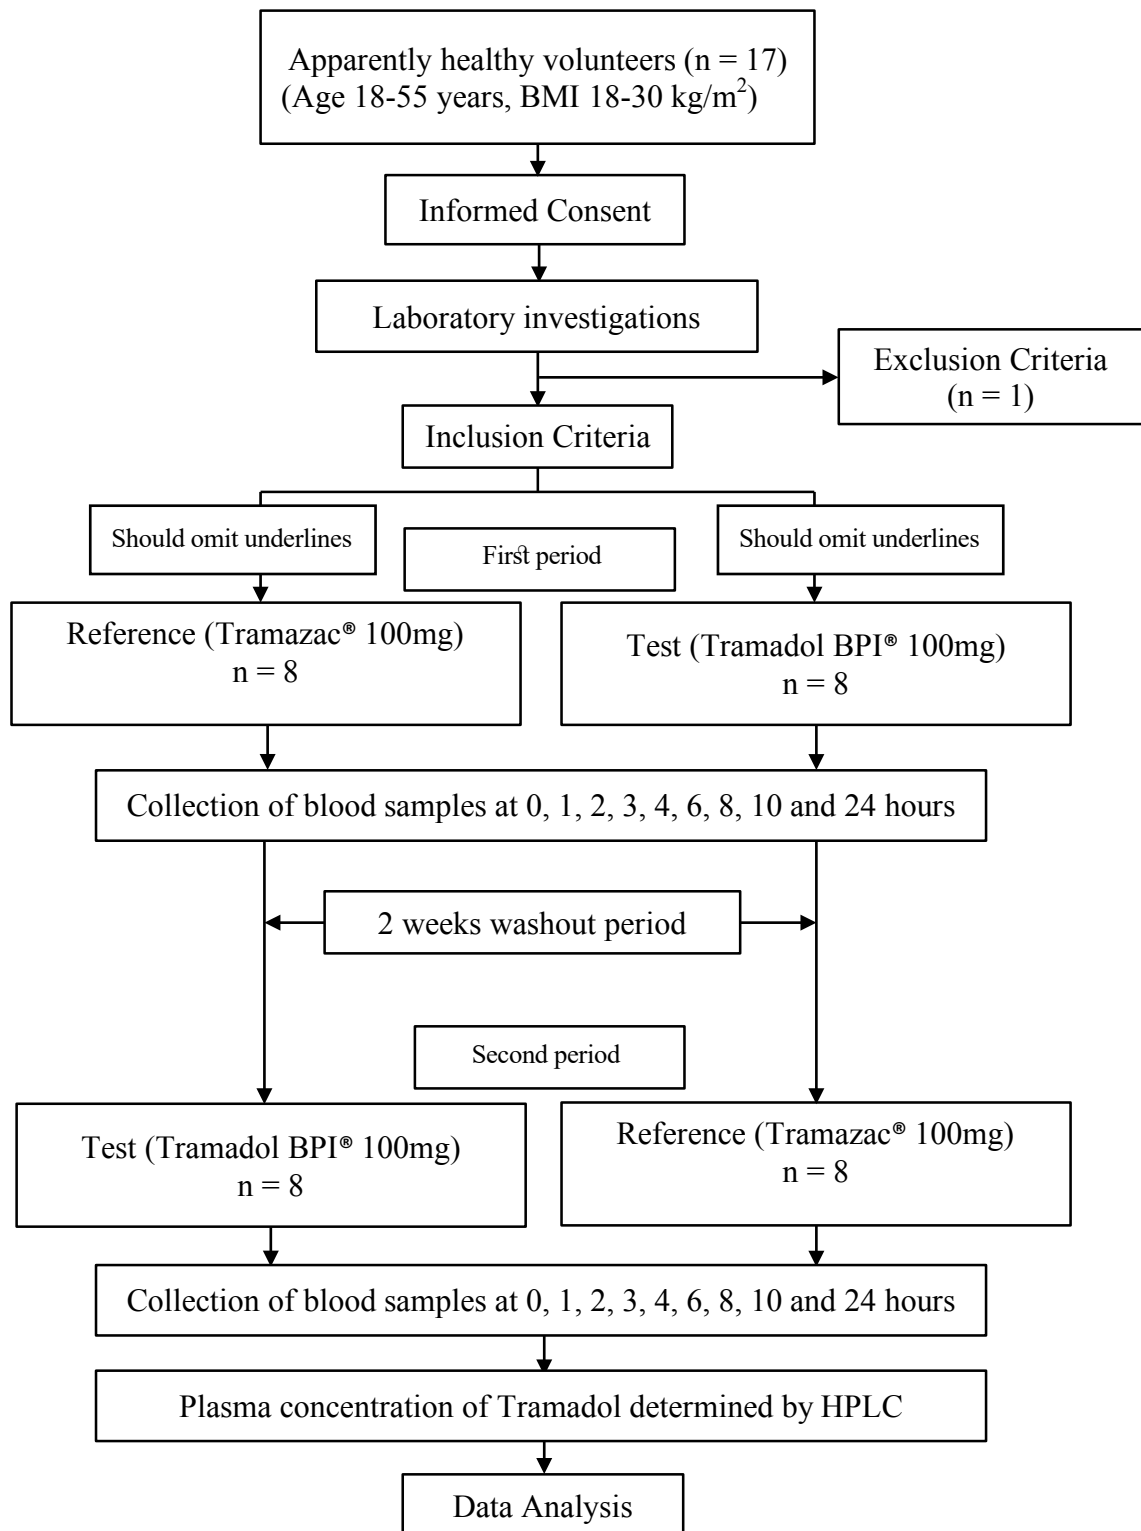 Apparently healthy volunteers (n = 17)
(Age 18-55 years, BMI 18-30 kg/m²)
Informed Consent
Laboratory investigations
Exclusion Criteria
(n = 1)
Inclusion Criteria
Should omit underlines
First period
Should omit underlines
Reference (Tramazac® 100mg)
n = 8
Test (Tramadol BPI® 100mg)
n = 8
Collection of blood samples at 0, 1, 2, 3, 4, 6, 8, 10 and 24 hours
2 weeks washout period
Second period
Test (Tramadol BPI® 100mg)
n = 8
Reference (Tramazac® 100mg)
n = 8
Collection of blood samples at 0, 1, 2, 3, 4, 6, 8, 10 and 24 hours
Plasma concentration of Tramadol determined by HPLC
Data Analysis